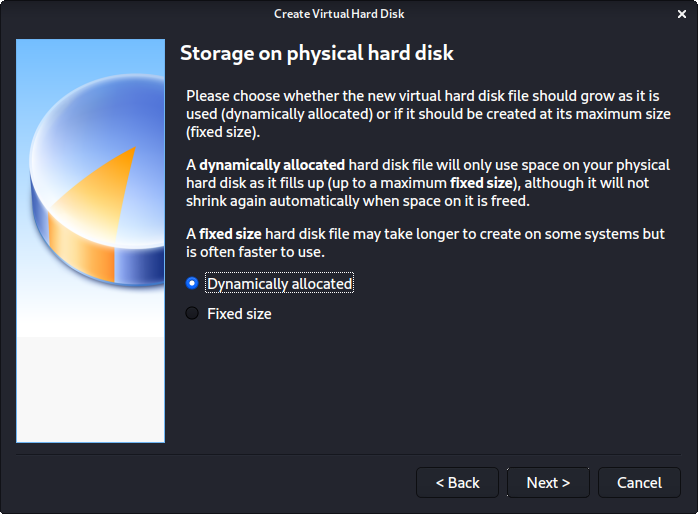 Create Virtual Hard Disk
Storage on physical hard disk
Please choose whether the new virtual hard disk file should grow as it is
used (dynamically allocated) or if it should be created at its maximum size
(fixed size).
A dynamically allocated hard disk file will only use space on your physical
hard disk as it fills up (up to a maximum fixed size), although it will not
shrink again automatically when space on it is freed.
A fixed size hard disk file may take longer to create on some systems but
is often faster to use.
Dynamically allocated
Fixed size
< Back
Next >
Cancel